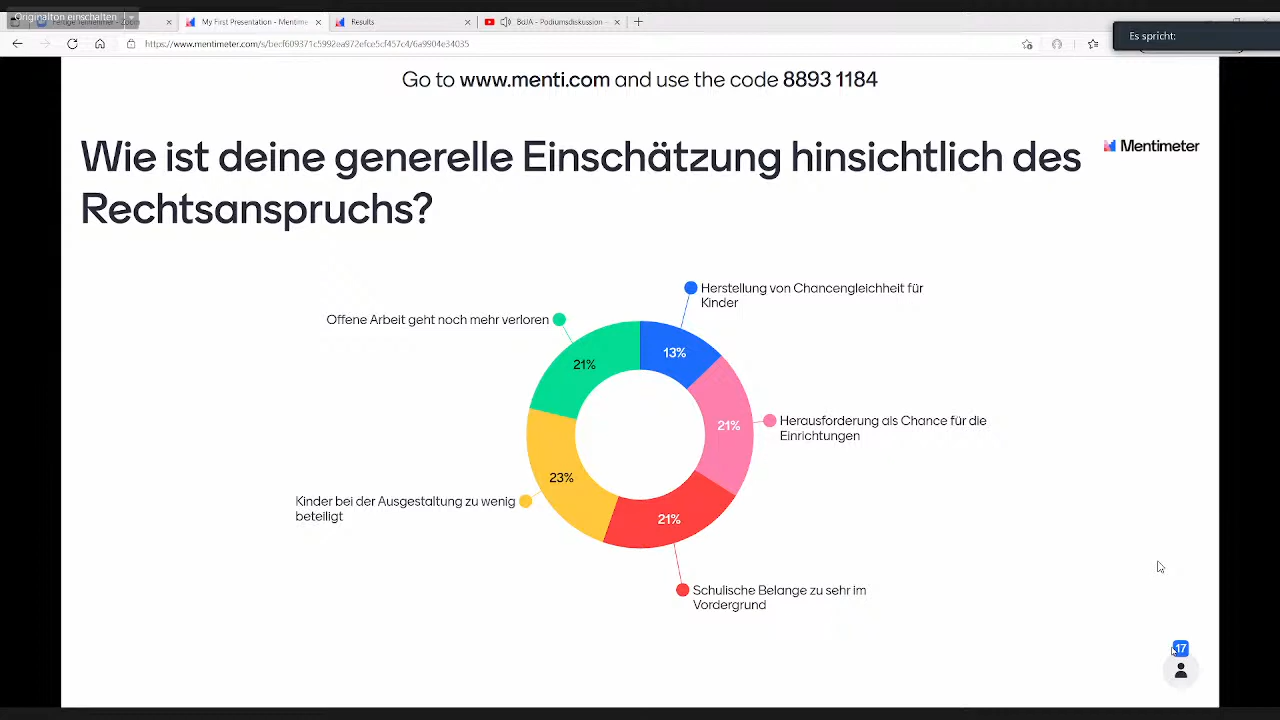 Originalton einschalten
My First Presentation - Mentime
Results
BoJA - Podiumsdiskussion -
https://www.mentimeter.com/s/becf609371c5992ea972efce5cf457c4/6a9904e34035
Es spricht:
Go to www.menti.com and use the code 8893 1184
Wie ist deine generelle Einschätzung hinsichtlich des
Rechtsanspruchs?
Mentimeter
Herstellung von Chancengleichheit für
Kinder
Offene Arbeit geht noch mehr verloren
13%
21%
Herausforderung als Chance für die
Einrichtungen
21%
23%
Kinder bei der Ausgestaltung zu wenig
beteiligt
21%
Schulische Belange zu sehr im
Vordergrund
17